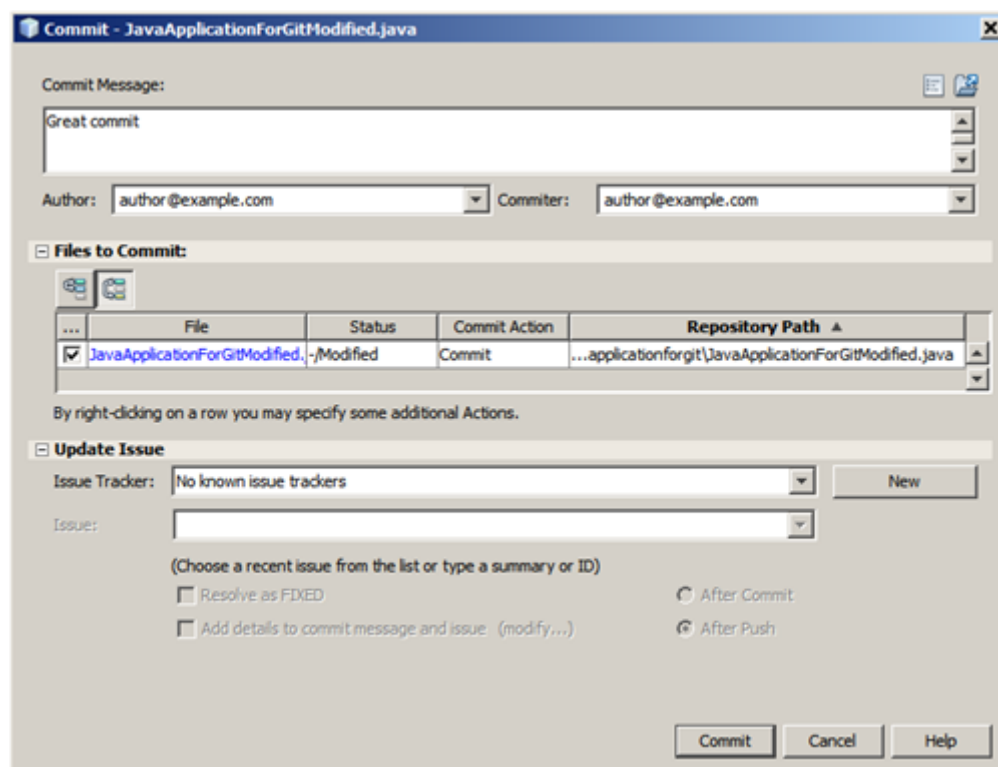 Commit - JavaApplicationForGitModified.java
Commit Message:
Great commit
Author: author@example.com Commiter: author@example.com
Files to Commit:
... File Status Commit Action Repository Path
JavaApplicationForGitModified. -/Modified Commit ...applicationforgit\JavaApplicationForGitModified.java
By right-clicking on a row you may specify some additional Actions.
Update Issue
Issue Tracker: No known issue trackers New
Issue:
(Choose a recent issue from the list or type a summary or ID)
Resolve as FIXED After Commit
Add details to commit message and issue (modify...) After Push
Commit Cancel Help